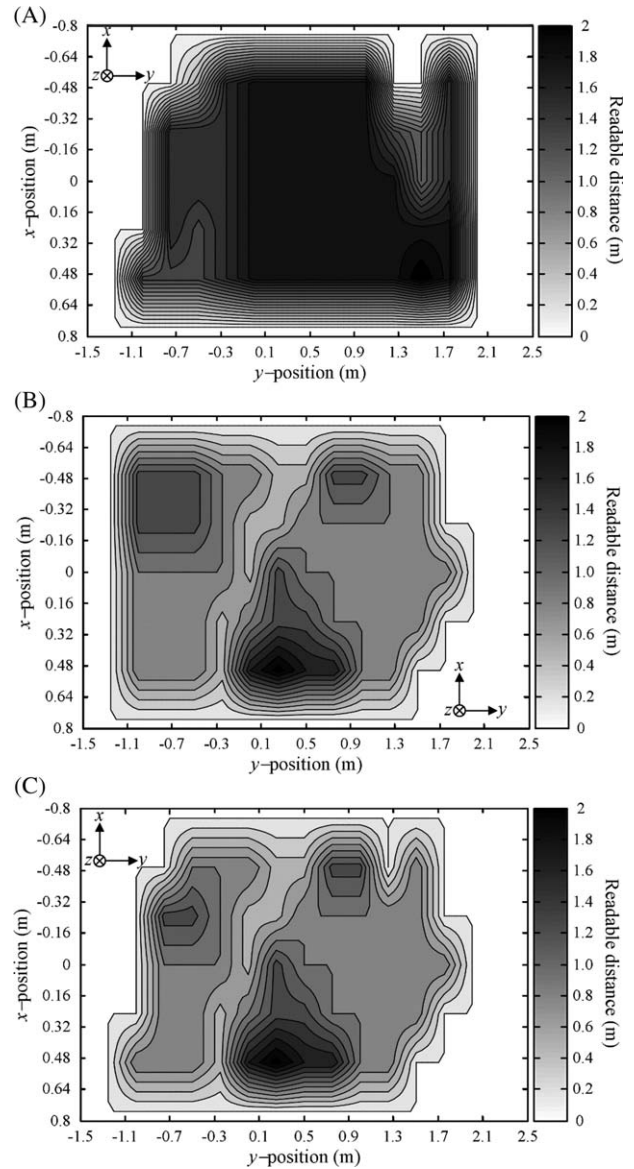 (A)
-0.8
-0.64
-0.48
-0.32
-0.16
0
0.16
0.32
0.48
0.64
0.8
x–position (m)
x
z
y
-1.5 -1.1 -0.7 -0.3 0.1 0.5 0.9 1.3 1.7 2.1 2.5
y–position (m)
2
1.8
1.6
1.4
1.2
1
0.8
0.6
0.4
0.2
0
Readable distance (m)
(B)
-0.8
-0.64
-0.48
-0.32
-0.16
0
0.16
0.32
0.48
0.64
0.8
x–position (m)
x
z
y
-1.5 -1.1 -0.7 -0.3 0.1 0.5 0.9 1.3 1.7 2.1 2.5
y–position (m)
2
1.8
1.6
1.4
1.2
1
0.8
0.6
0.4
0.2
0
Readable distance (m)
(C)
-0.8
-0.64
-0.48
-0.32
-0.16
0
0.16
0.32
0.48
0.64
0.8
x–position (m)
x
z
y
-1.5 -1.1 -0.7 -0.3 0.1 0.5 0.9 1.3 1.7 2.1 2.5
y–position (m)
2
1.8
1.6
1.4
1.2
1
0.8
0.6
0.4
0.2
0
Readable distance (m)